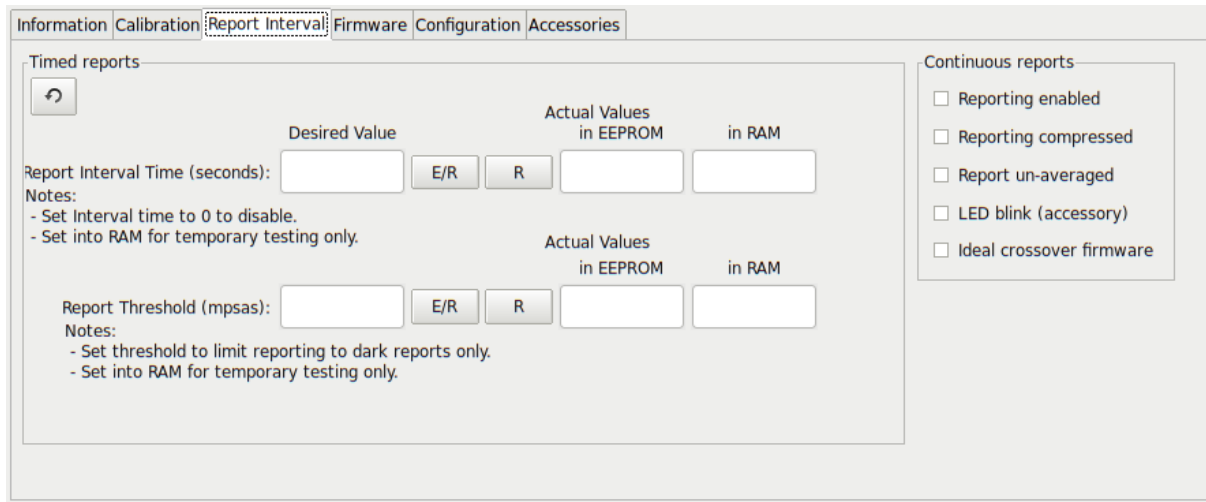 Information Calibration Report Interval Firmware Configuration Accessories
Timed reports
Desired Value
Actual Values
in EEPROM in RAM
Report Interval Time (seconds): E/R R
Notes:
- Set Interval time to 0 to disable.
- Set into RAM for temporary testing only.
Actual Values
in EEPROM in RAM
Report Threshold (mpsas): E/R R
Notes:
- Set threshold to limit reporting to dark reports only.
- Set into RAM for temporary testing only.
Continuous reports
Reporting enabled
Reporting compressed
Report un-averaged
LED blink (accessory)
Ideal crossover firmware